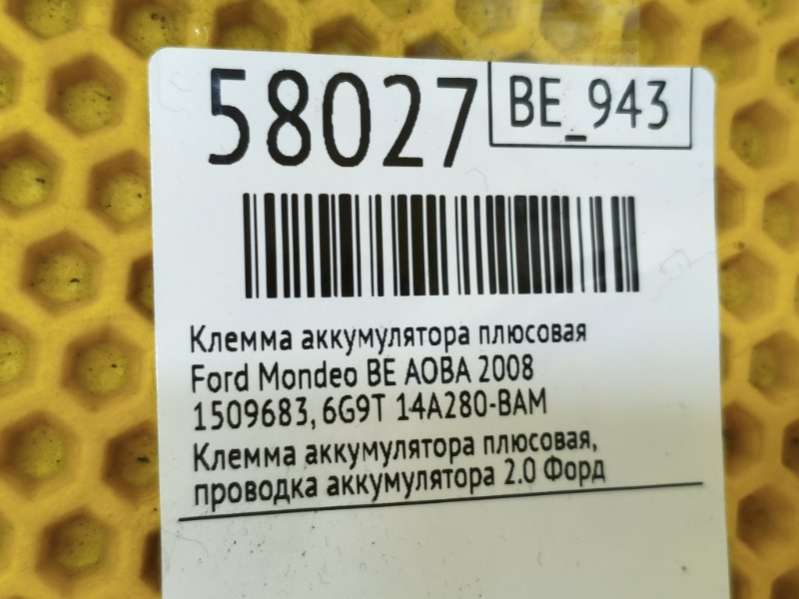 58027
BE_943
Клемма аккумулятора плюсовая
Ford Mondeo BE AOBA 2008
1509683, 6G9T 14A280-BAM
Клемма аккумулятора плюсовая,
проводка аккумулятора 2.0 Форд